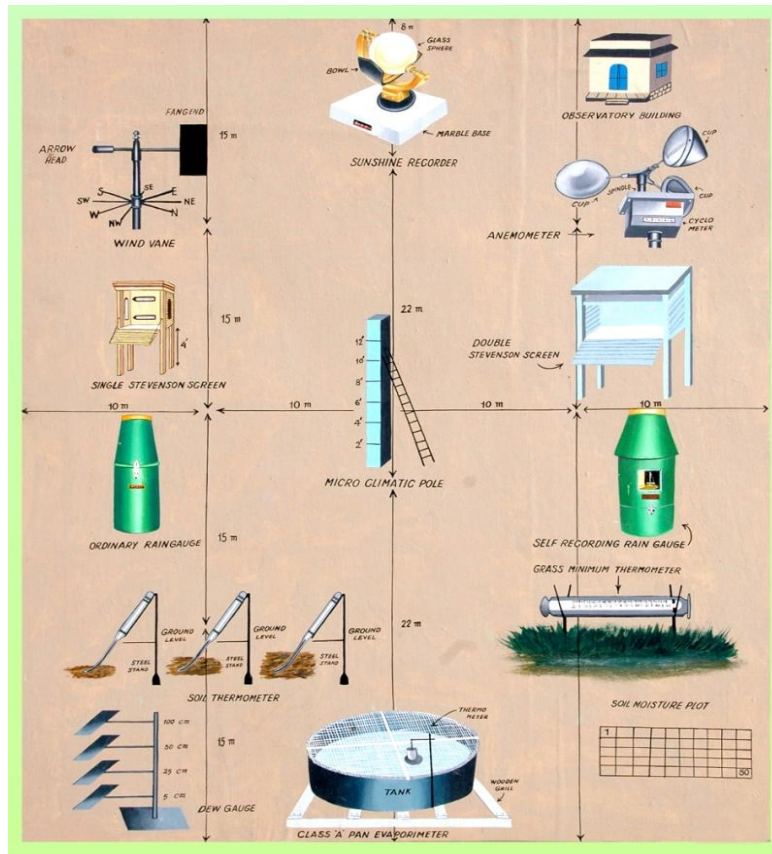 8 m
GLASS
SPHERE
BOWL
MARBLE BASE
SUNSHINE RECORDER
OBSERVATORY BUILDING
FANGEND
15 m
ARROW
HEAD
S
SE
E
SW
NE
W
NW
N
WIND VANE
CUP
CUP
SPINDLE
CUP
CYCLO
METER
ANEMOMETER
15 m
4'
SINGLE STEVENSON SCREEN
22 m
12'
10'
8'
6'
4'
2'
MICRO CLIMATIC POLE
DOUBLE
STEVENSON SCREEN
10 m
10 m
10 m
10 m
ORDINARY RAINGAUGE
15 m
SELF RECORDING RAIN GAUGE
GRASS MINIMUM THERMOMETER
GROUND
LEVEL
STEEL
STAND
GROUND
LEVEL
STEEL
STAND
GROUND
LEVEL
STEEL
STAND
SOIL THERMOMETER
22 m
100 cm
50 cm
25 cm
5 cm
DEW GAUGE
15 m
THERMO
METER
TANK
WOODEN
GRILL
CLASS 'A' PAN EVAPORIMETER
SOIL MOISTURE PLOT
1
50